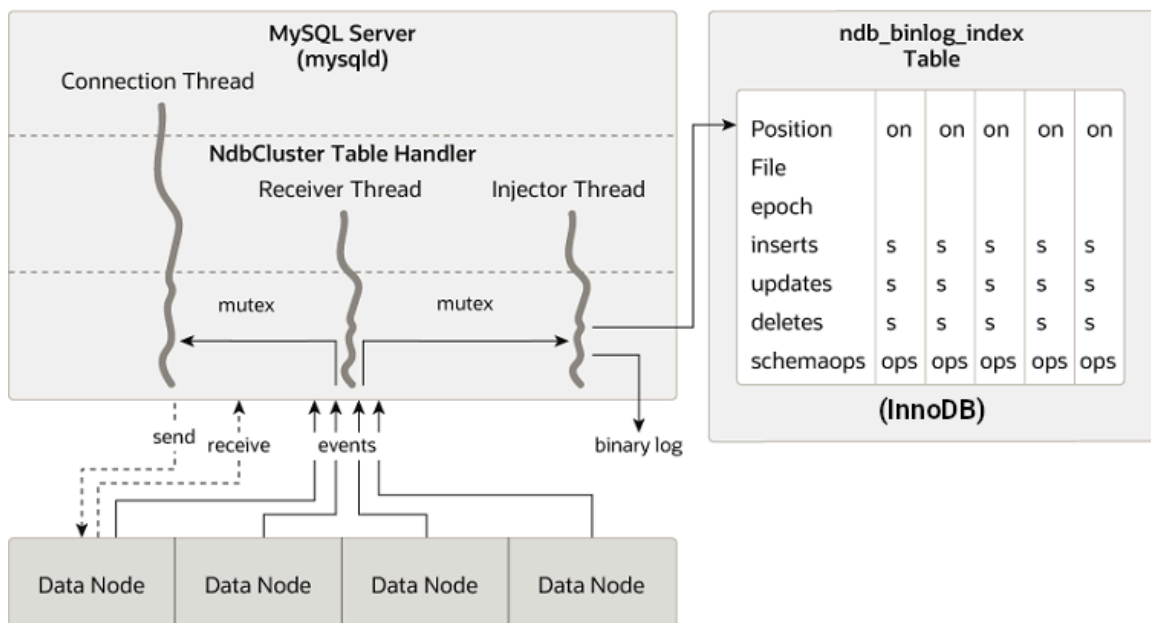 MySQL Server
(mysqld)
Connection Thread
NdbCluster Table Handler
Receiver Thread
Injector Thread
mutex
mutex
send
receive
events
binary log
Data Node
Data Node
Data Node
Data Node
ndb_binlog_index
Table
Position on on on on on
File
epoch
inserts s s s s s
updates s s s s s
deletes s s s s s
schemaops ops ops ops ops ops
(InnoDB)